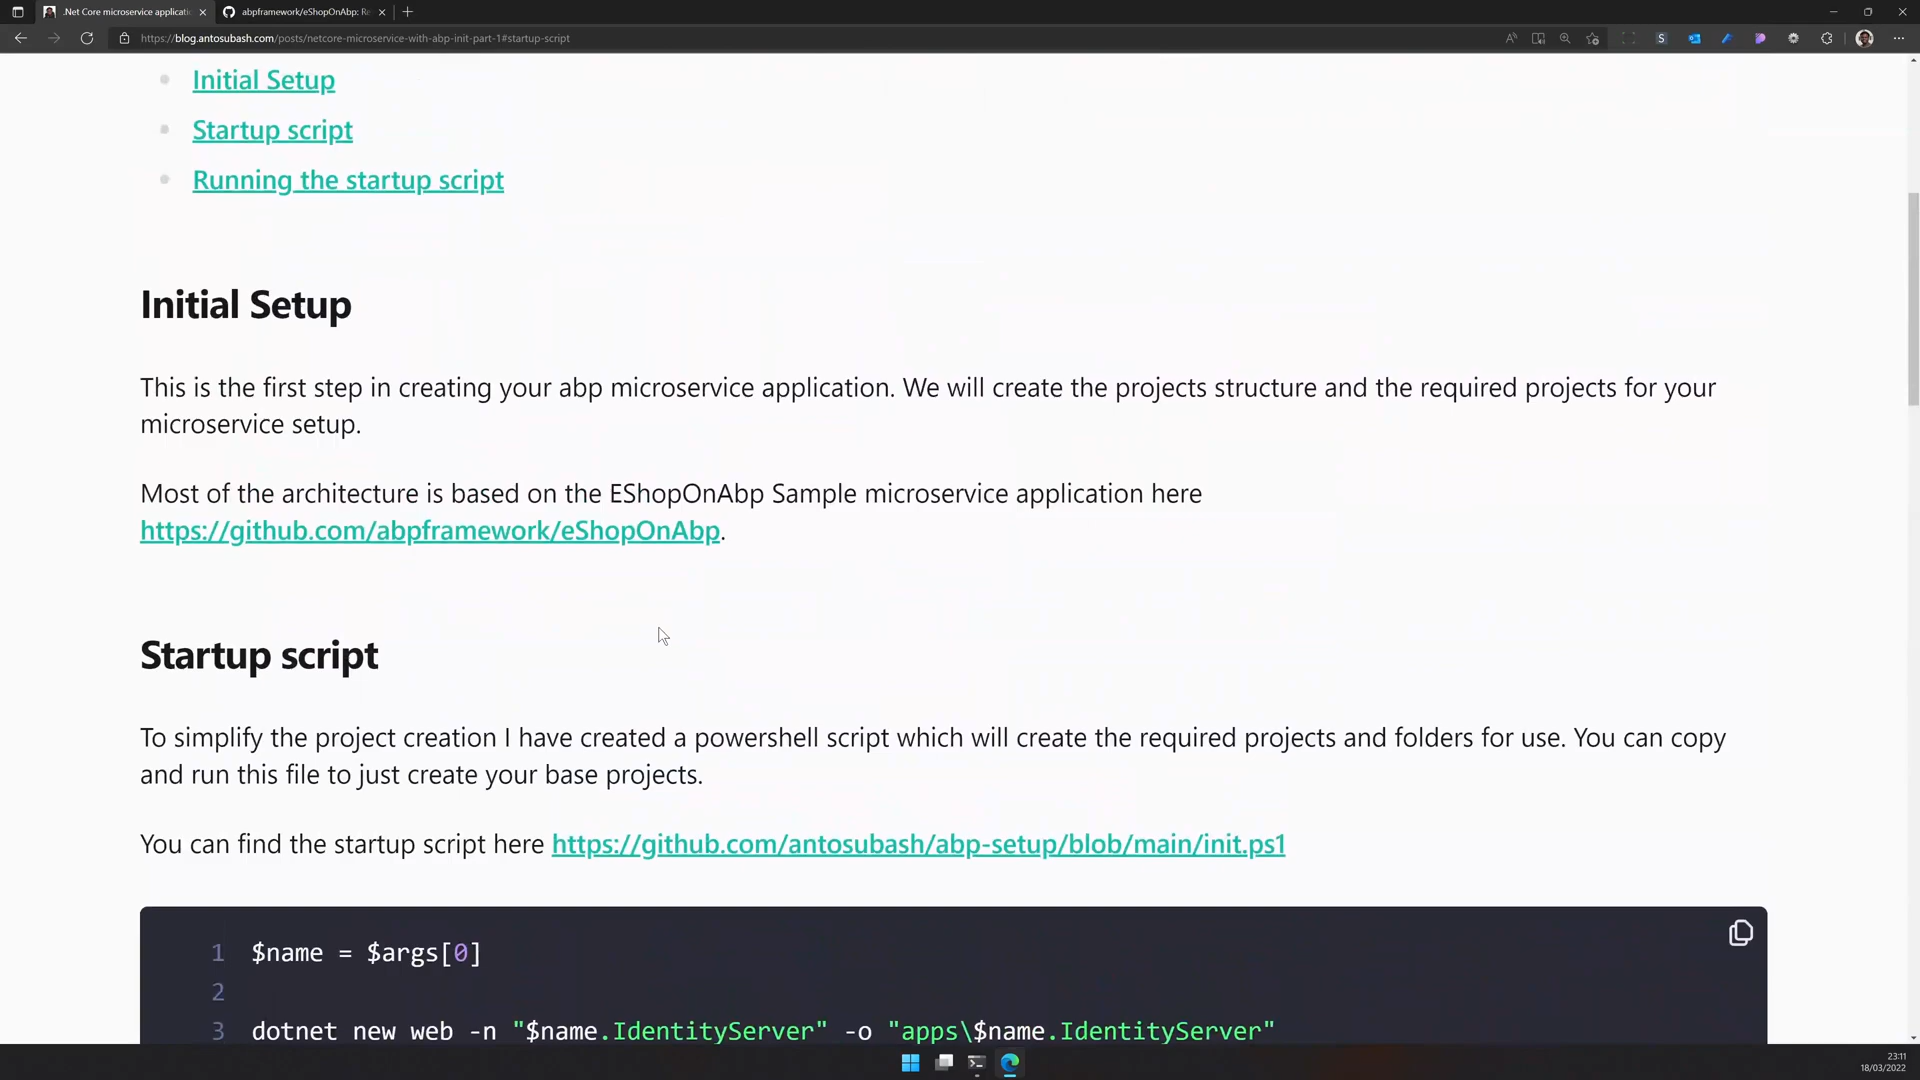 .Net Core microservice applicatio
abpframework/eShopOnAbp: Re
https://blog.antosubash.com/posts/netcore-microservice-with-abp-init-part-1#startup-script
Initial Setup
Startup script
Running the startup script
Initial Setup
This is the first step in creating your abp microservice application. We will create the projects structure and the required projects for your
microservice setup.
Most of the architecture is based on the EShopOnAbp Sample microservice application here
https://github.com/abpframework/eShopOnAbp.
Startup script
To simplify the project creation I have created a powershell script which will create the required projects and folders for use. You can copy
and run this file to just create your base projects.
You can find the startup script here https://github.com/antosubash/abp-setup/blob/main/init.ps1
1 $name = $args[0]
2
3 dotnet new web -n "$name.IdentityServer" -o "apps\$name.IdentityServer"
23:11
18/03/2022